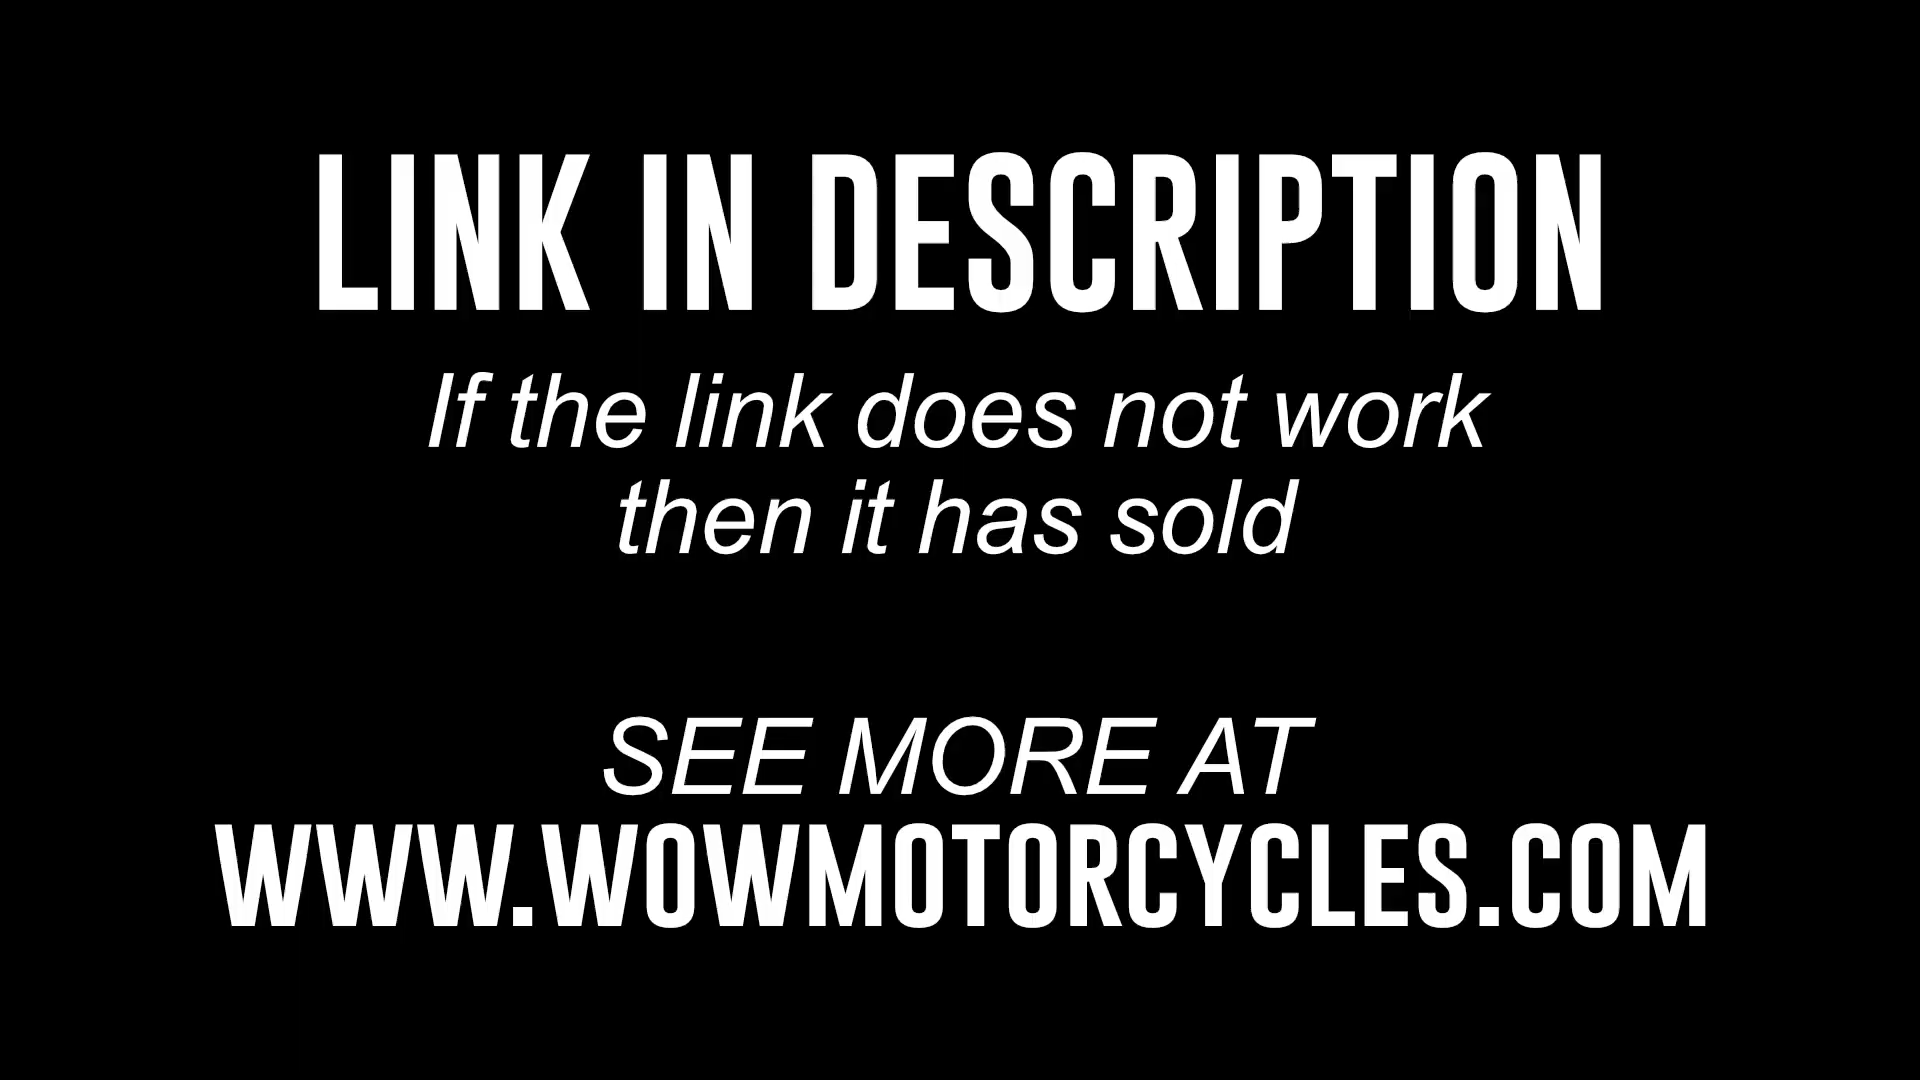 LINK IN DESCRIPTION
If the link does not work
then it has sold
SEE MORE AT
WWW.WOWMOTORCYCLES.COM